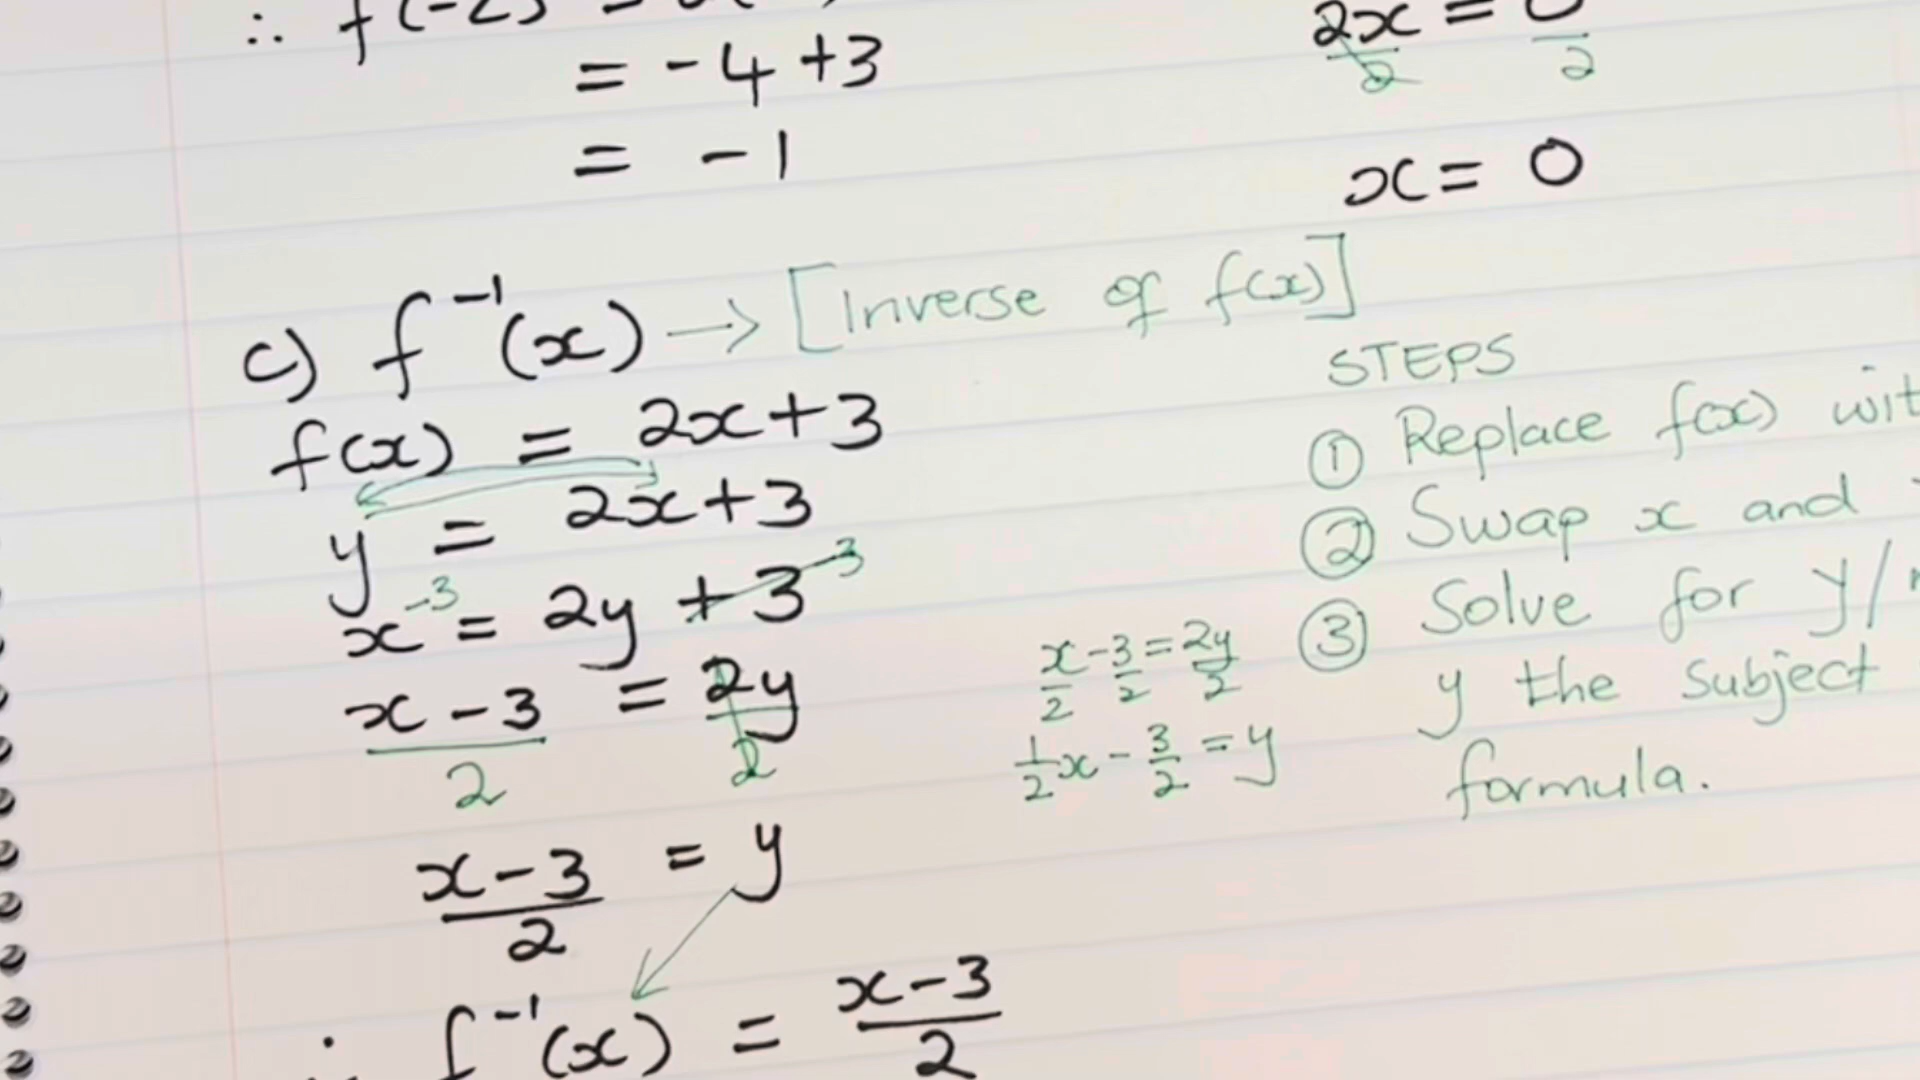 ∴ f(-2)
= -4 +3
= -1
2x = 0
2 2
x = 0
c) f⁻¹(x) → [Inverse of f(x)]
f(x) = 2x+3
y = 2x+3
x -3 = 2y +3 -3
x - 3 = 2y
2 2
x-3 = y
2
∴ f⁻¹(x) = x-3
2
x - 3 = 2y
2 2 2
1/2 x - 3/2 = y
STEPS
① Replace f(x)
② Swap x and
③ Solve for y/
y the subject
formula.